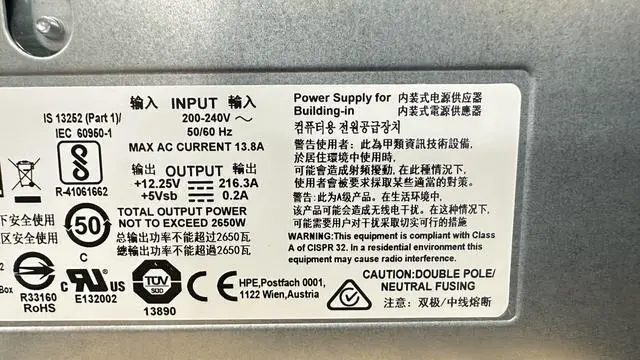 IS 13252 (Part 1)/
IEC 60950-1
R-41061662
输入 INPUT 輸入
200-240V
50/60 Hz
MAX AC CURRENT 13.8A
输出 OUTPUT 輸出
+12.25V 216.3A
+5Vsb 0.2A
TOTAL OUTPUT POWER
NOT TO EXCEED 2650W
总输出功率不能超过2650瓦
總輸出功率不能超過2650瓦
下安全使用
区安全使用
50
Power Supply for 内装式电源供应器
Building-in 內裝式電源供應器
컴퓨터용 전원공급장치
警告使用者: 此為甲類資訊技術設備,
於居住環境中使用時,
可能會造成射頻擾動, 在此種情況下,
使用者會被要求採取某些適當的對策。
警告: 此为A级产品。在生活环境中,
该产品可能会造成无线电干扰。在这种情况下,
可能需要用户对干扰采取切实可行的措施
WARNING:This equipment is compliant with Class
A of CISPR 32. In a residential environment this
equipment may cause radio interference.
Box
R33160
RoHS
C
c RU US
E132002
TÜV
SÜD
13890
CE
HPE,Postfach 0001,
1122 Wien,Austria
CAUTION:DOUBLE POLE/
NEUTRAL FUSING
注意: 双极/中线熔断